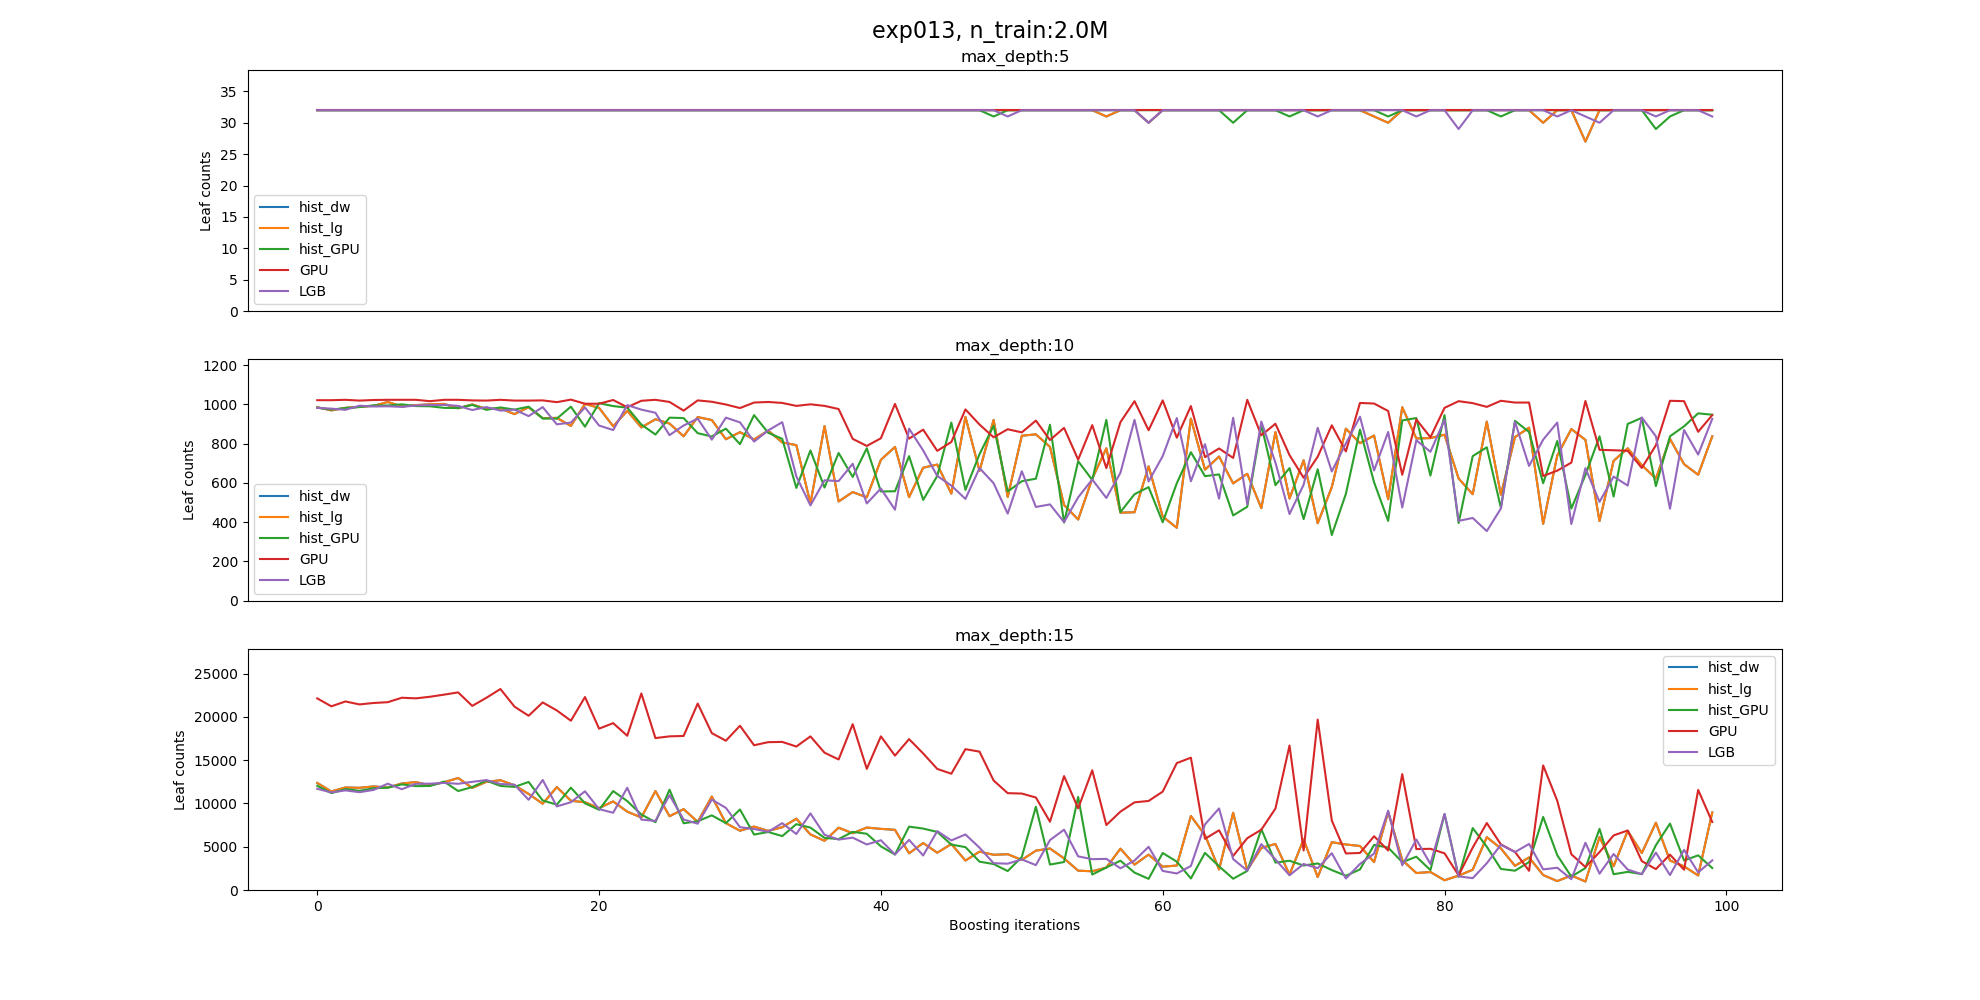 exp013, n_train:2.0M
max_depth:5
Leaf counts
35
30
25
20
15
10
5
0
hist_dw
hist_lg
hist_GPU
GPU
LGB
max_depth:10
Leaf counts
1200
1000
800
600
400
200
0
hist_dw
hist_lg
hist_GPU
GPU
LGB
max_depth:15
Leaf counts
25000
20000
15000
10000
5000
0
hist_dw
hist_lg
hist_GPU
GPU
LGB
0 20 40 60 80 100
Boosting iterations